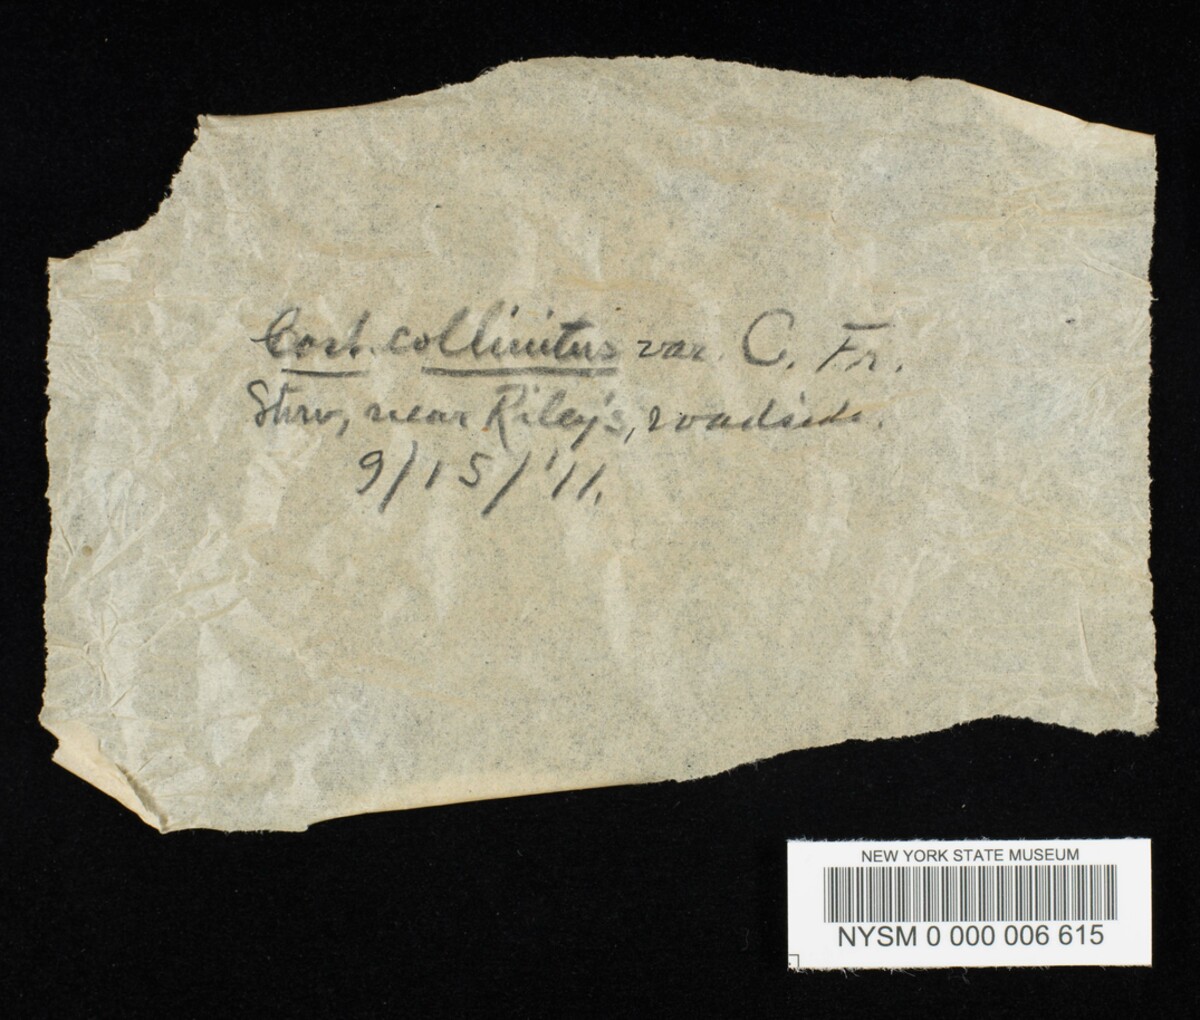 Cort. collinitus var. C. Fr.
near Riley's, roadside.
9/15/'11.
NEW YORK STATE MUSEUM
NYSM 0 000 006 615